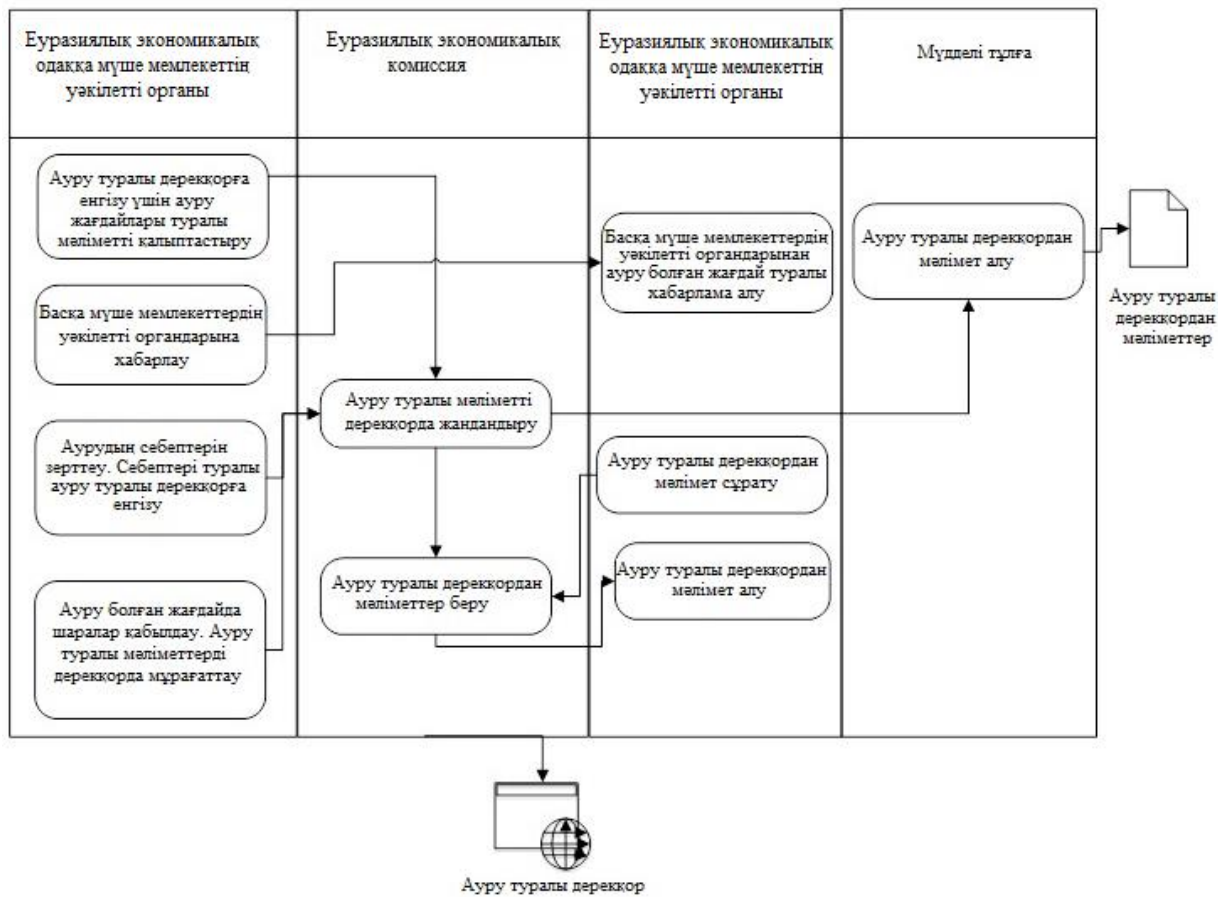 Еуразиялық экономикалық
одаққа мүше мемлекеттің
уәкілетті органы
Еуразиялық экономикалық
комиссия
Еуразиялық экономикалық
одаққа мүше мемлекеттің
уәкілетті органы
Мүдделі тұлға
Ауру туралы дерекқорға
енгізу үшін ауру
жағдайлары туралы
мәліметті қалыптастыру
Басқа мүше мемлекеттердің
уәкілетті органдарынан
ауру болған жағдай туралы
хабарлама алу
Ауру туралы дерекқордан
мәлімет алу
Ауру туралы
дерекқордан
мәліметтер
Басқа мүше мемлекеттердің
уәкілетті органдарына
хабарлау
Ауру туралы мәліметті
дерекқорда жандандыру
Аурудың себептерін
зерттеу. Себептері туралы
ауру туралы дерекқорға
енгізу
Ауру туралы дерекқордан
мәлімет сұрату
Ауру туралы дерекқордан
мәліметтер беру
Ауру туралы дерекқордан
мәлімет алу
Ауру болған жағдайда
шаралар қабылдау. Ауру
туралы мәліметтерді
дерекқорда мұрағаттау
Ауру туралы дерекқор